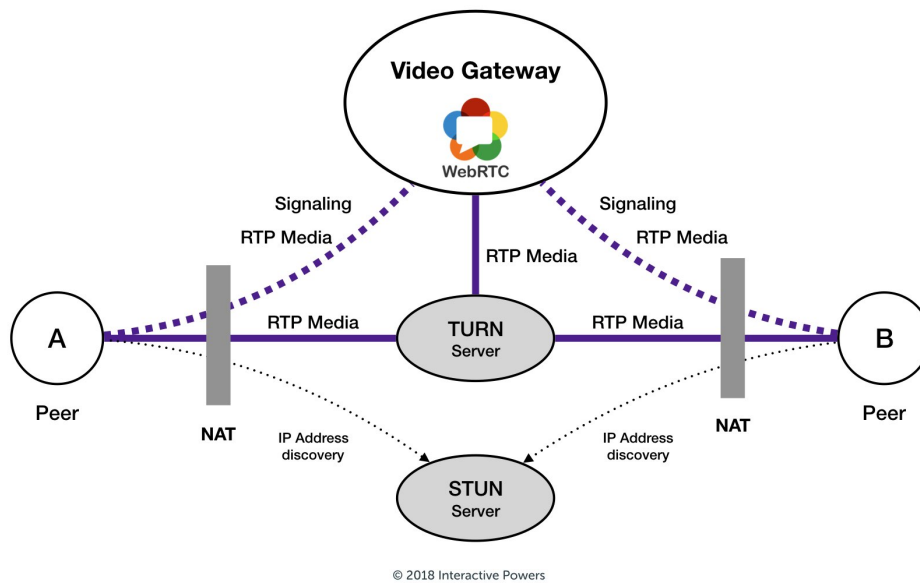 Video Gateway
WebRTC
Signaling
RTP Media
Signaling
RTP Media
RTP Media
A
Peer
NAT
RTP Media
TURN
Server
RTP Media
NAT
B
Peer
IP Address
discovery
IP Address
discovery
STUN
Server
© 2018 Interactive Powers